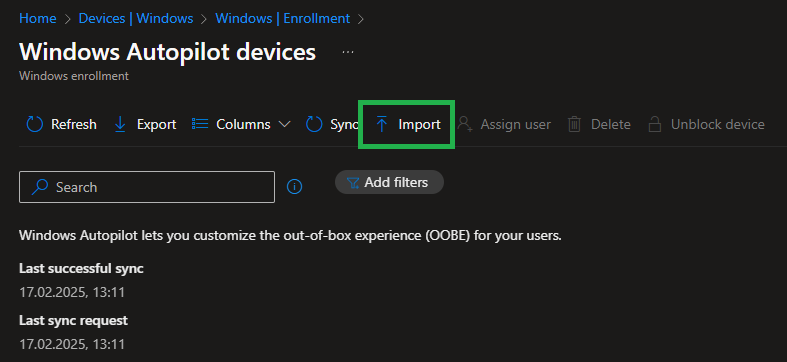 Home > Devices | Windows > Windows | Enrollment >
Windows Autopilot devices ...
Windows enrollment
Refresh Export Columns Sync Import Assign user Delete Unblock device
Search Add filters
Windows Autopilot lets you customize the out-of-box experience (OOBE) for your users.
Last successful sync
17.02.2025, 13:11
Last sync request
17.02.2025, 13:11